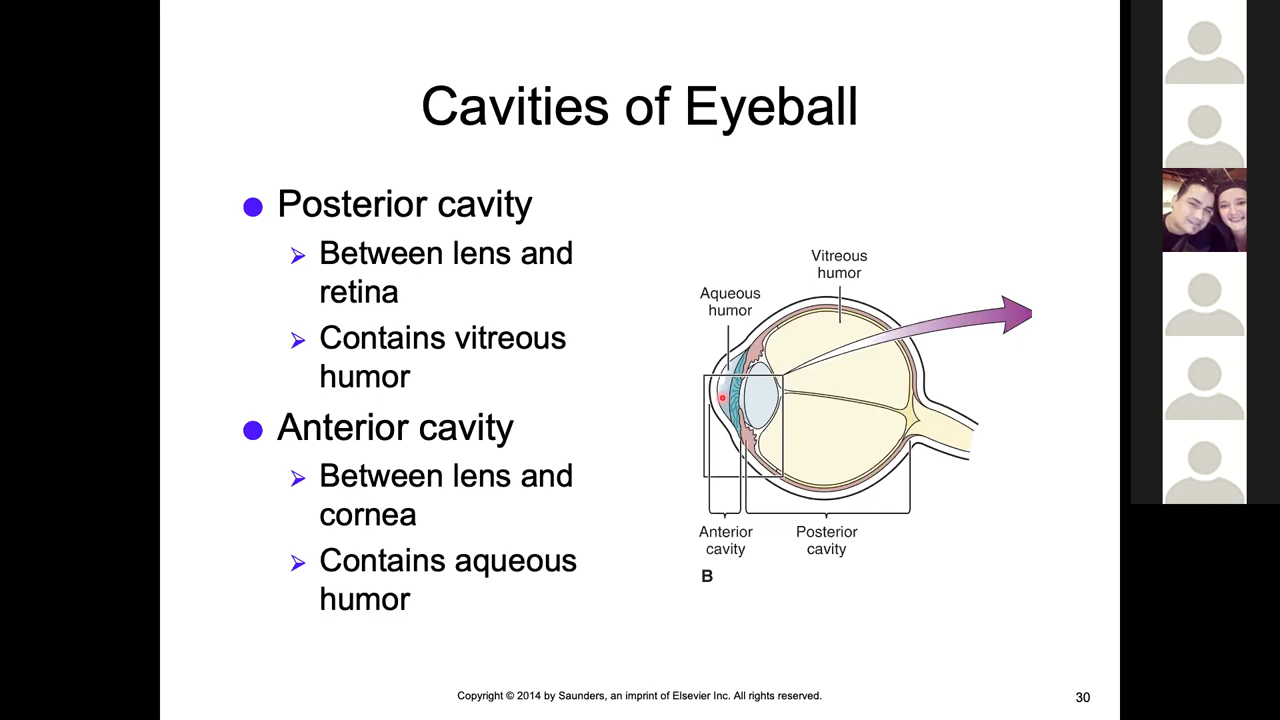 Cavities of Eyeball
Posterior cavity
Between lens and
retina
Contains vitreous
humor
Anterior cavity
Between lens and
cornea
Contains aqueous
humor
Vitreous
humor
Aqueous
humor
Anterior
cavity
Posterior
cavity
B
Copyright © 2014 by Saunders, an imprint of Elsevier Inc. All rights reserved.
30